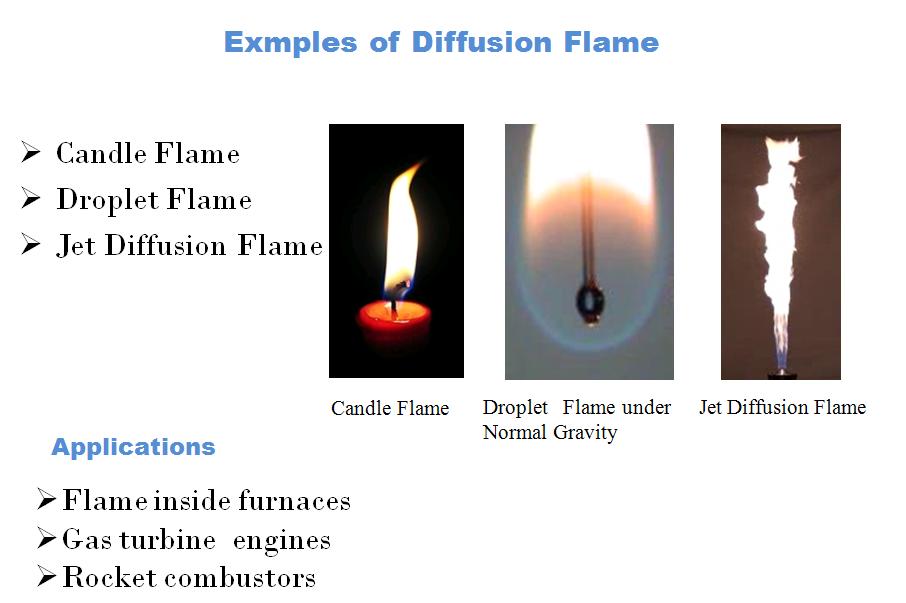 Exmples of Diffusion Flame
➢ Candle Flame
➢ Droplet Flame
➢ Jet Diffusion Flame
Candle Flame
Droplet Flame under
Normal Gravity
Jet Diffusion Flame
Applications
➢ Flame inside furnaces
➢ Gas turbine engines
➢ Rocket combustors